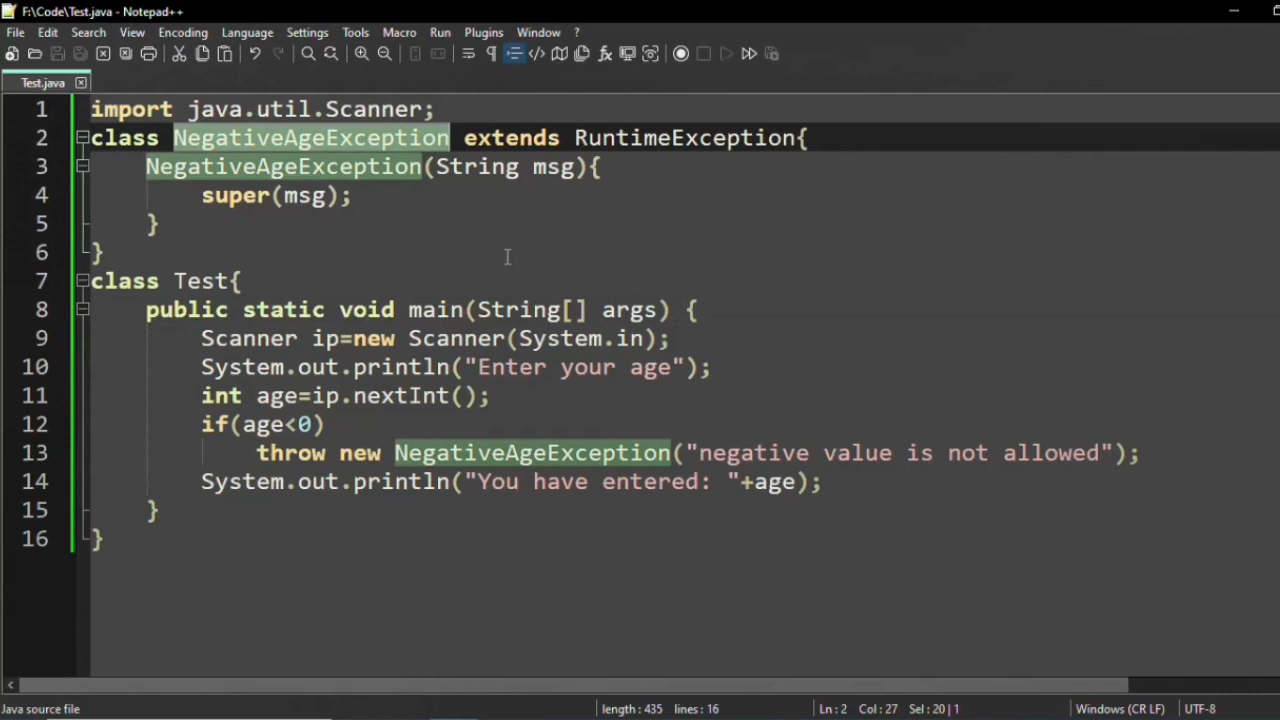 F:\Code\Test.java - Notepad++
File Edit Search View Encoding Language Settings Tools Macro Run Plugins Window ?
Test.java
1 import java.util.Scanner;
2 class NegativeAgeException extends RuntimeException{
3 NegativeAgeException(String msg){
4 super(msg);
5 }
6 }
7 class Test{
8 public static void main(String[] args) {
9 Scanner ip=new Scanner(System.in);
10 System.out.println("Enter your age");
11 int age=ip.nextInt();
12 if(age<0)
13 throw new NegativeAgeException("negative value is not allowed");
14 System.out.println("You have entered: "+age);
15 }
16 }
Java source file length : 435 lines : 16 Ln : 2 Col : 27 Sel : 20 | 1 Windows (CR LF) UTF-8